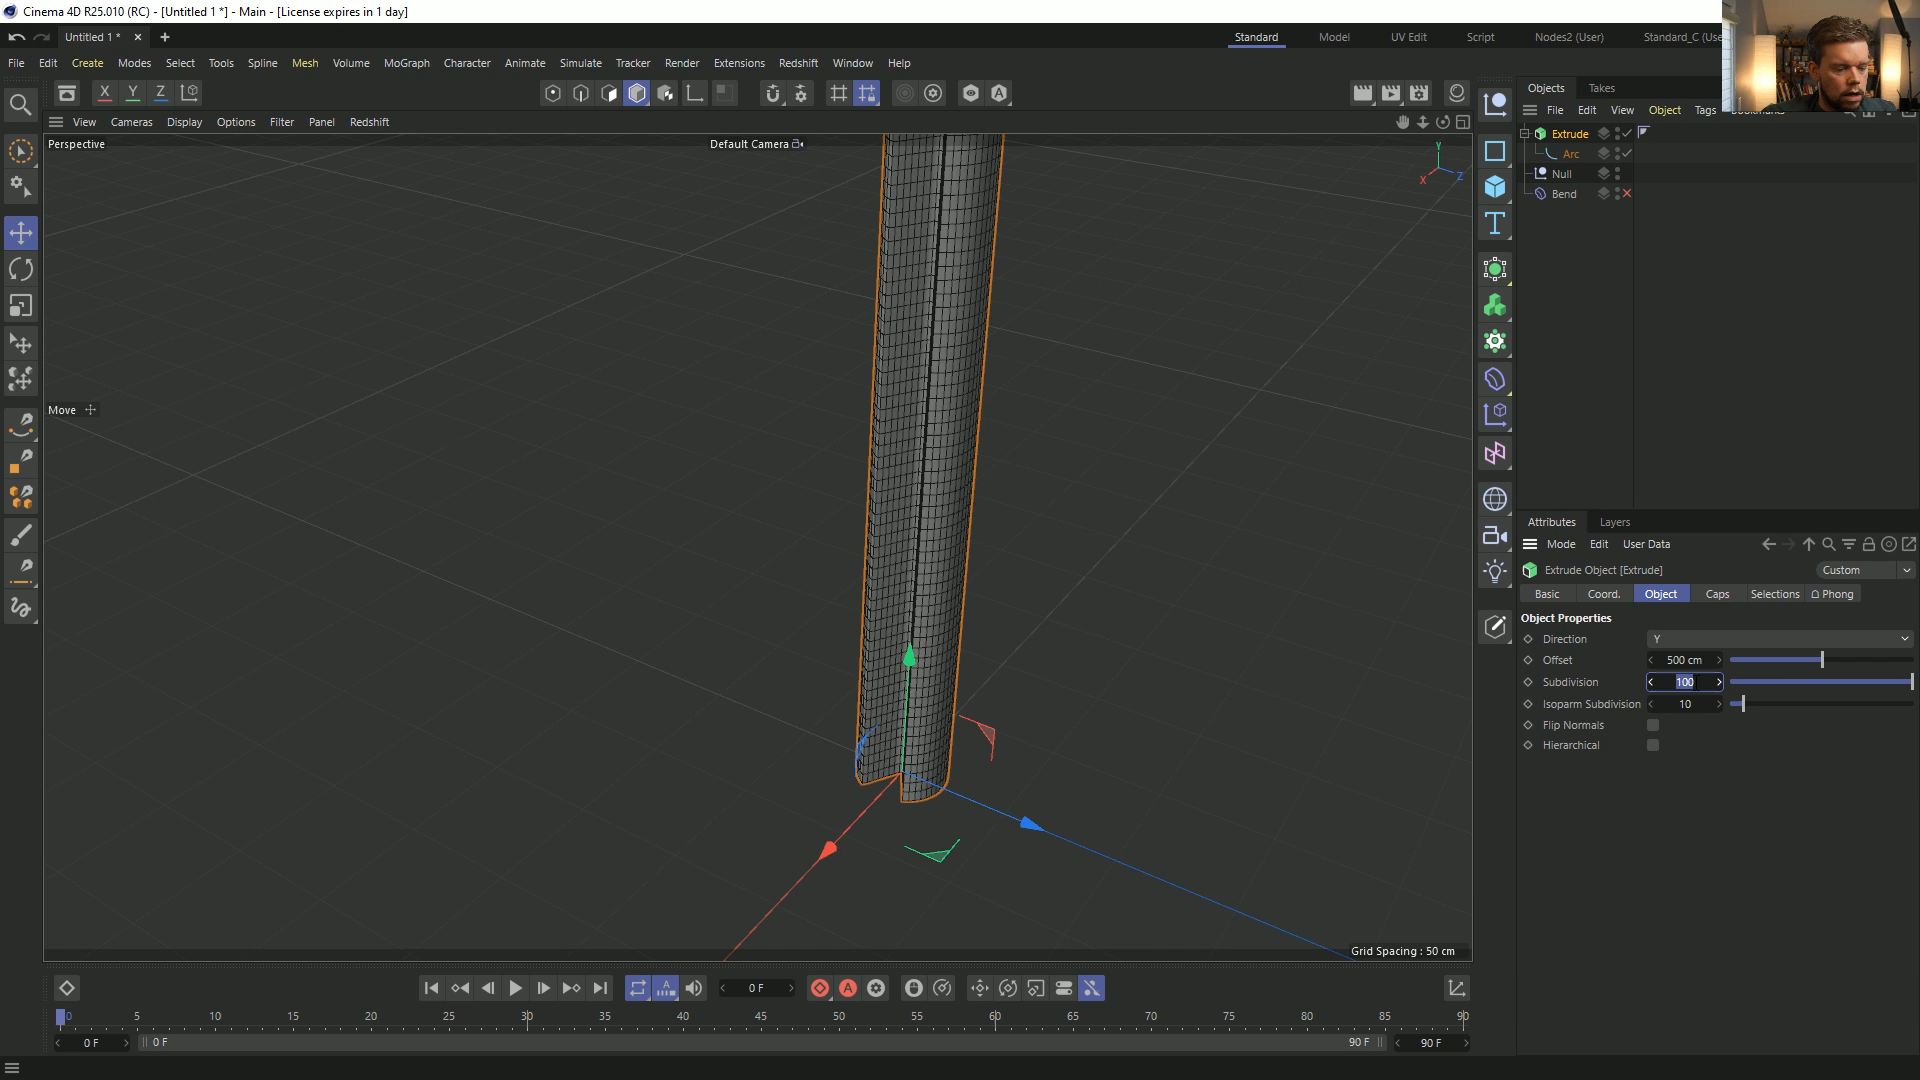 Cinema 4D R25.010 (RC) - [Untitled 1 *] - Main - [License expires in 1 day]
Untitled 1 * × +
Standard Model UV Edit Script Nodes2 (User) Standard_C (Use
File Edit Create Modes Select Tools Spline Mesh Volume MoGraph Character Animate Simulate Tracker Render Extensions Redshift Window Help
X Y Z
Objects Takes
File Edit View Object Tags
View Cameras Display Options Filter Panel Redshift
Perspective
Default Camera
Y
X
Z
Extrude
Arc
Null
Bend
Move
Attributes Layers
Mode Edit User Data
Extrude Object [Extrude]
Custom
Basic Coord. Object Caps Selections Phong
Object Properties
Direction Y
Offset 500 cm
Subdivision 100
Isoparm Subdivision 10
Flip Normals
Hierarchical
Grid Spacing : 50 cm
0 F
0 5 10 15 20 25 30 35 40 45 50 55 60 65 70 75 80 85 90
0 F 0 F 90 F 90 F